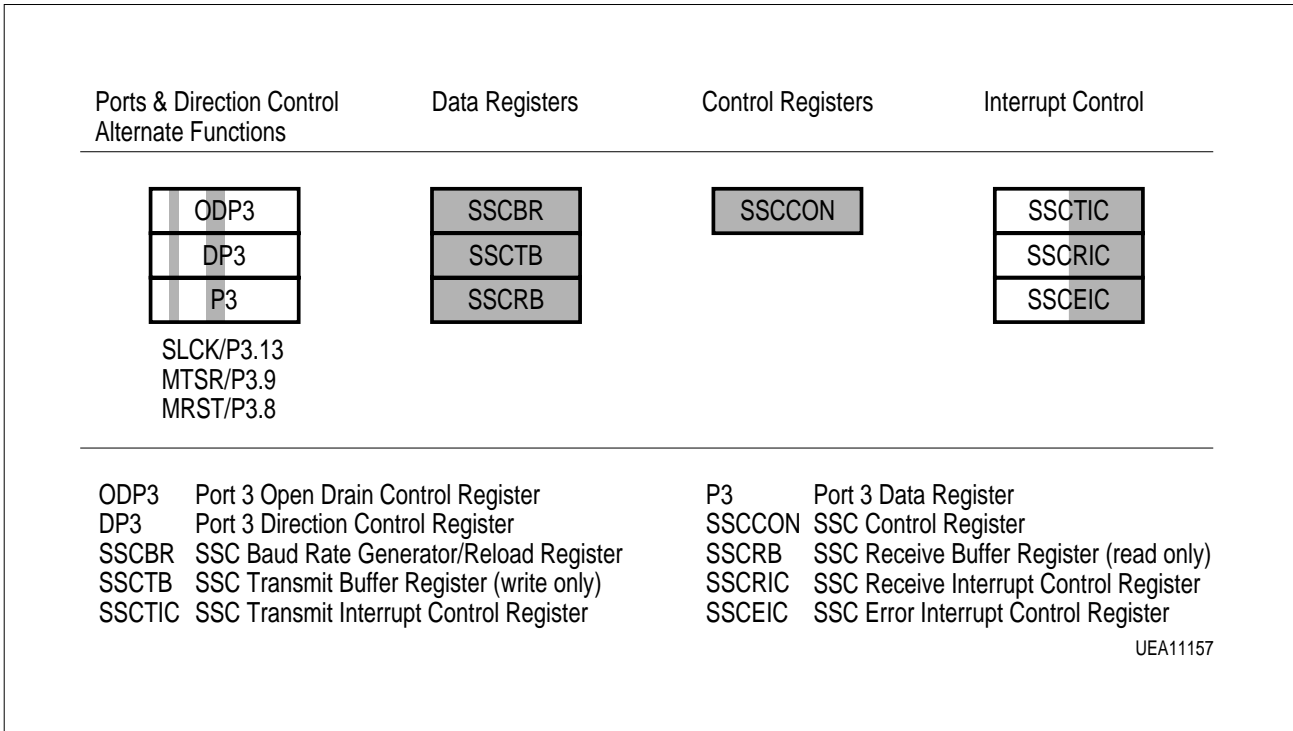 Ports & Direction Control Data Registers Control Registers Interrupt Control
Alternate Functions
ODP3 SSCBR SSCCON SSCTIC
DP3 SSCTB SSCRIC
P3 SSCRB SSCEIC
SLCK/P3.13
MTSR/P3.9
MRST/P3.8
ODP3 Port 3 Open Drain Control Register P3 Port 3 Data Register
DP3 Port 3 Direction Control Register SSCCON SSC Control Register
SSCBR SSC Baud Rate Generator/Reload Register SSCRB SSC Receive Buffer Register (read only)
SSCTB SSC Transmit Buffer Register (write only) SSCRIC SSC Receive Interrupt Control Register
SSCTIC SSC Transmit Interrupt Control Register SSCEIC SSC Error Interrupt Control Register
UEA11157